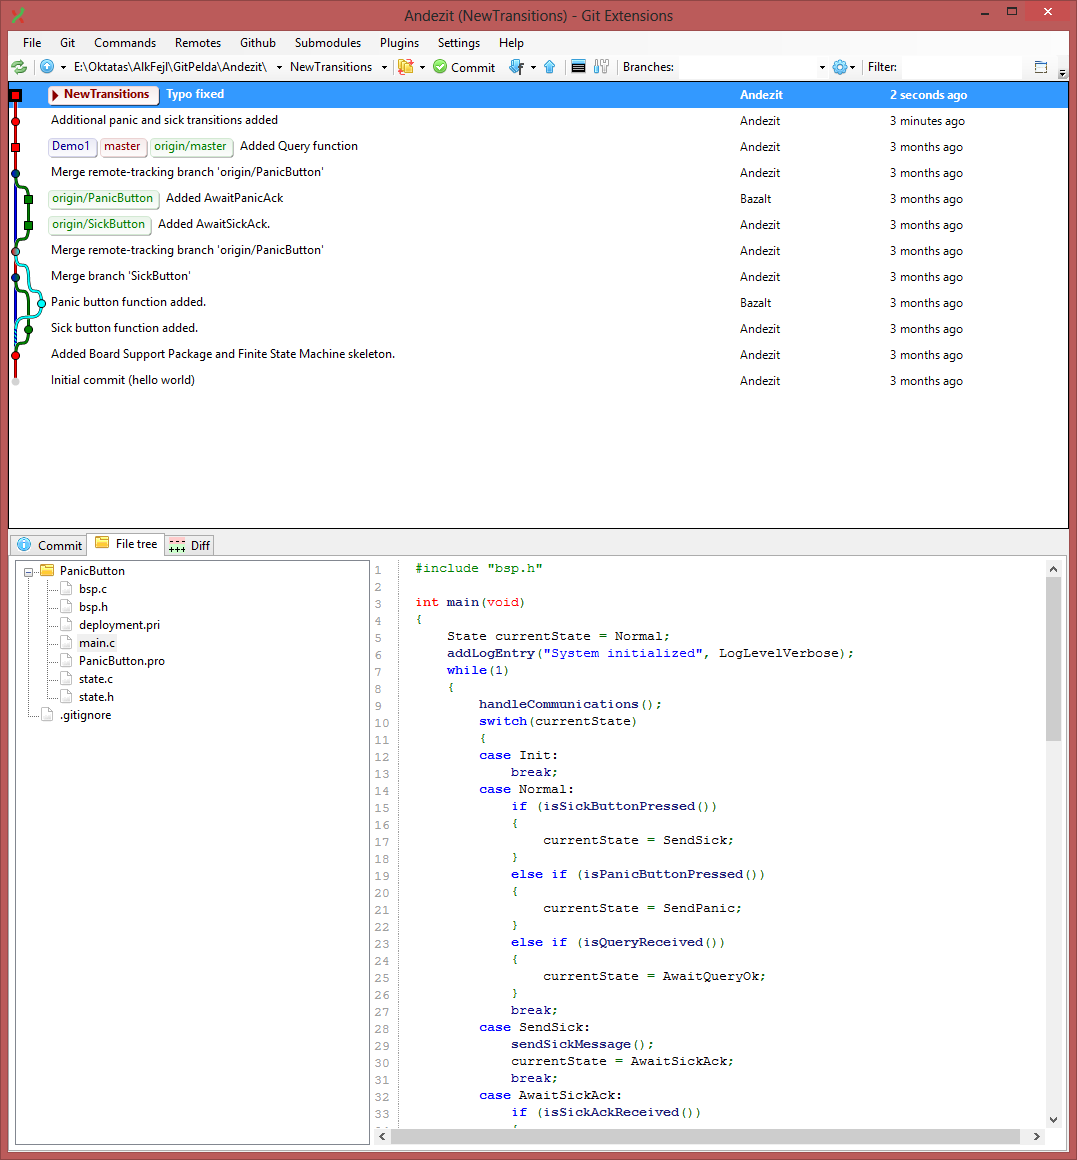 Andezit (NewTransitions) - Git Extensions
File Git Commands Remotes Github Submodules Plugins Settings Help
E:\Oktatas\AlkFejl\GitPelda\Andezit\ NewTransitions Commit Branches: Filter:
NewTransitions Typo fixed Andezit 2 seconds ago
Additional panic and sick transitions added Andezit 3 minutes ago
Demo1 master origin/master Added Query function Andezit 3 months ago
Merge remote-tracking branch 'origin/PanicButton' Andezit 3 months ago
origin/PanicButton Added AwaitPanicAck Bazalt 3 months ago
origin/SickButton Added AwaitSickAck. Andezit 3 months ago
Merge remote-tracking branch 'origin/PanicButton' Andezit 3 months ago
Merge branch 'SickButton' Andezit 3 months ago
Panic button function added. Bazalt 3 months ago
Sick button function added. Andezit 3 months ago
Added Board Support Package and Finite State Machine skeleton. Andezit 3 months ago
Initial commit (hello world) Andezit 3 months ago
Commit File tree Diff
PanicButton
bsp.c
bsp.h
deployment.pri
main.c
PanicButton.pro
state.c
state.h
.gitignore
1 #include "bsp.h"
2
3 int main(void)
4 {
5 State currentState = Normal;
6 addLogEntry("System initialized", LogLevelVerbose);
7 while(1)
8 {
9 handleCommunications();
10 switch(currentState)
11 {
12 case Init:
13 break;
14 case Normal:
15 if (isSickButtonPressed())
16 {
17 currentState = SendSick;
18 }
19 else if (isPanicButtonPressed())
20 {
21 currentState = SendPanic;
22 }
23 else if (isQueryReceived())
24 {
25 currentState = AwaitQueryOk;
26 }
27 break;
28 case SendSick:
29 sendSickMessage();
30 currentState = AwaitSickAck;
31 break;
32 case AwaitSickAck:
33 if (isSickAckReceived())